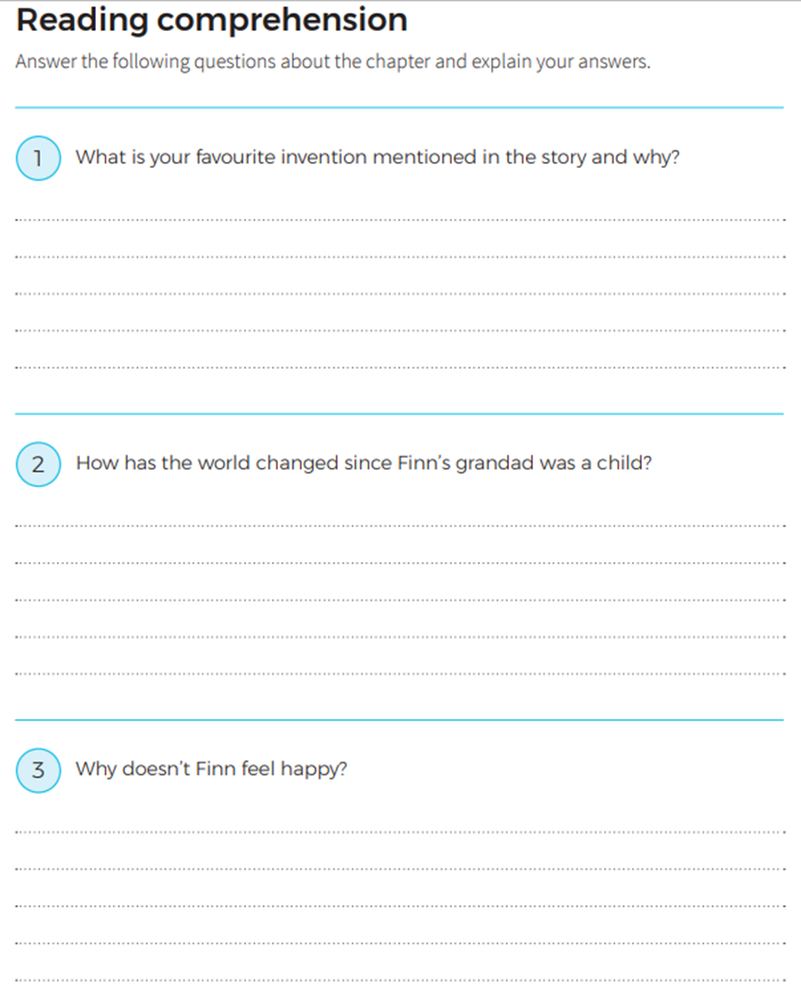 Reading comprehension
Answer the following questions about the chapter and explain your answers.
1 What is your favourite invention mentioned in the story and why?
2 How has the world changed since Finn’s grandad was a child?
3 Why doesn’t Finn feel happy?